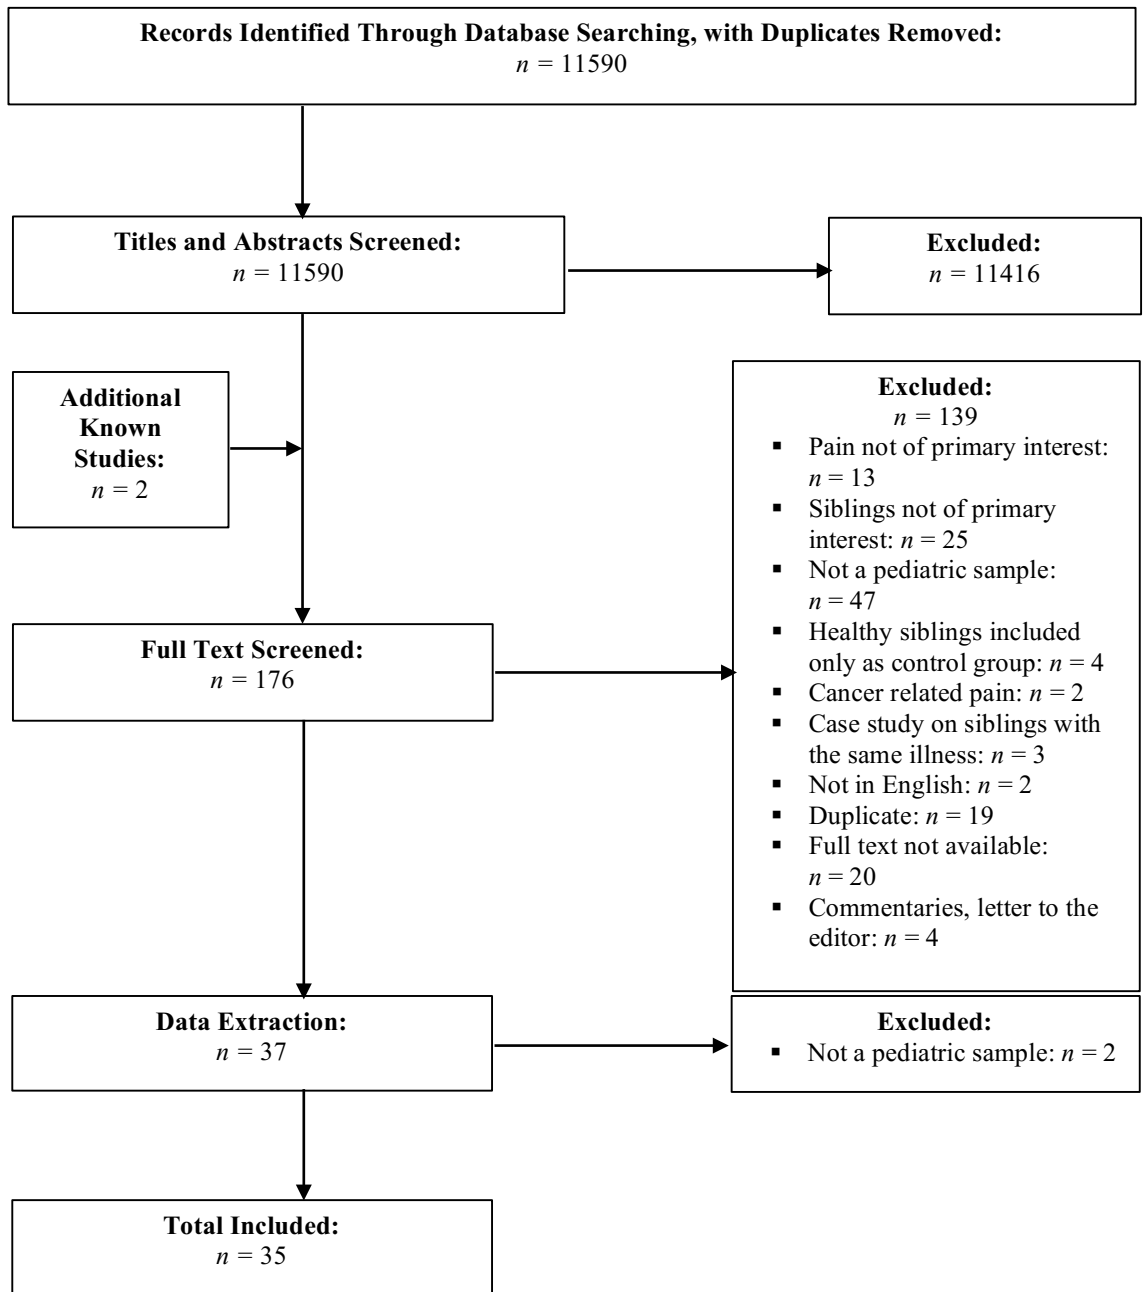 Records Identified Through Database Searching, with Duplicates Removed:
n = 11590
Titles and Abstracts Screened:
n = 11590
Excluded:
n = 11416
Additional
Known
Studies:
n = 2
Full Text Screened:
n = 176
Excluded:
n = 139
▪ Pain not of primary interest:
n = 13
▪ Siblings not of primary
interest: n = 25
▪ Not a pediatric sample:
n = 47
▪ Healthy siblings included
only as control group: n = 4
▪ Cancer related pain: n = 2
▪ Case study on siblings with
the same illness: n = 3
▪ Not in English: n = 2
▪ Duplicate: n = 19
▪ Full text not available:
n = 20
▪ Commentaries, letter to the
editor: n = 4
Data Extraction:
n = 37
Excluded:
▪ Not a pediatric sample: n = 2
Total Included:
n = 35